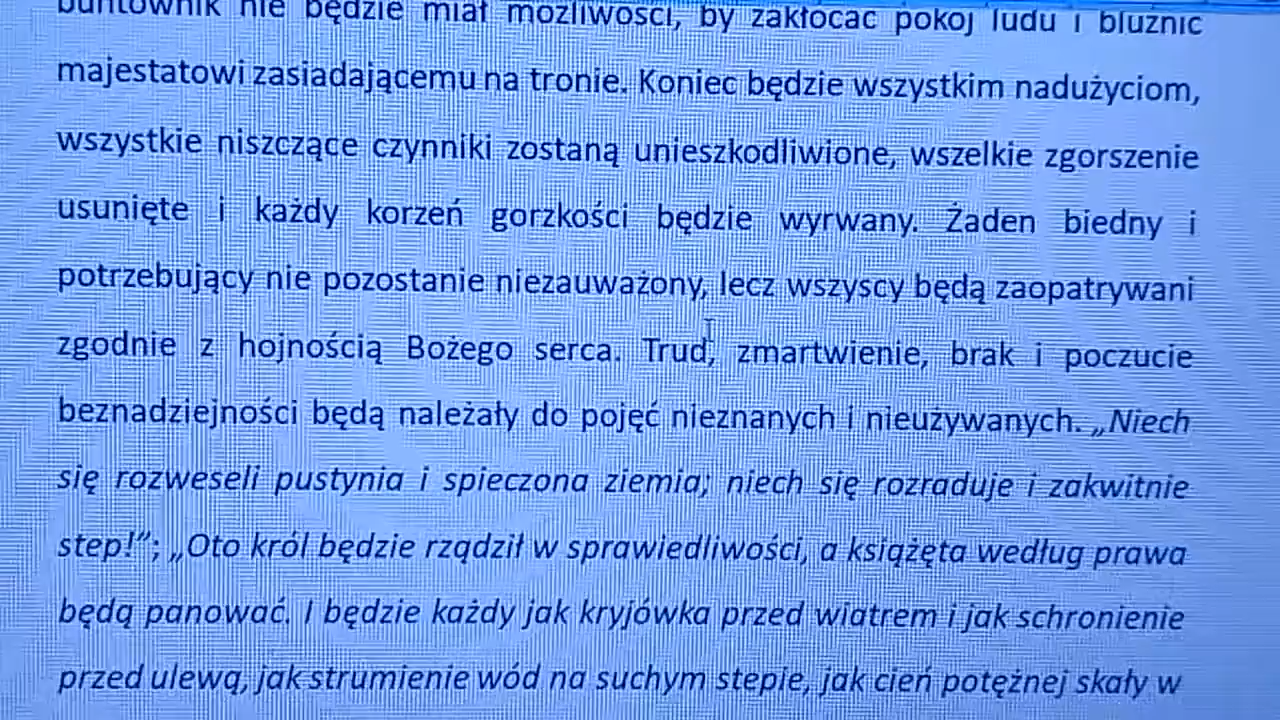 buntownik nie będzie miał możliwości, by zakłócać pokój ludu i bluźnić
majestatowi zasiadającemu na tronie. Koniec będzie wszystkim nadużyciom,
wszystkie niszczące czynniki zostaną unieszkodliwione, wszelkie zgorszenie
usunięte i każdy korzeń gorzkości będzie wyrwany. Żaden biedny i
potrzebujący nie pozostanie niezauważony, lecz wszyscy będą zaopatrywani
zgodnie z hojnością Bożego serca. Trud, zmartwienie, brak i poczucie
beznadziejności będą należały do pojęć nieznanych i nieużywanych. „Niech
się rozweseli pustynia i spieczona ziemia; niech się rozraduje i zakwitnie
step!”; „Oto król będzie rządził w sprawiedliwości, a książęta według prawa
będą panować. I będzie każdy jak kryjówka przed wiatrem i jak schronienie
przed ulewą, jak strumienie wód na suchym stepie, jak cień potężnej skały w